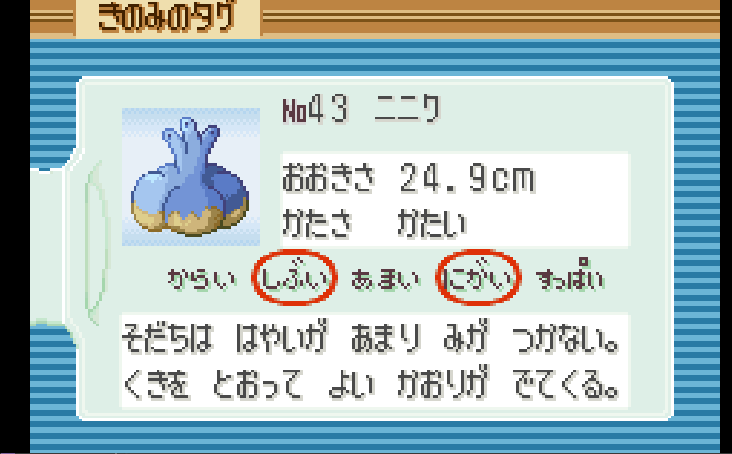 きのみのタグ
No43 ニニク
おおきさ 24.9cm
かたさ かたい
からい しぶい あまい にがい すっぱい
そだちは はやいが あまり みが つかない。
くきを とおって よい かおりが でてくる。